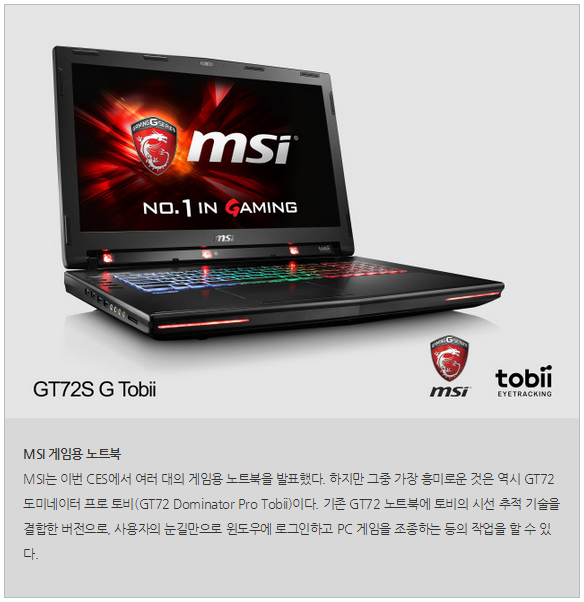 GAMING G SERIES
msi
NO.1 IN GAMING
msi
tobii
GT72S G Tobii
GAMING G SERIES
msi
tobii
EYETRACKING
MSI 게임용 노트북
MSI는 이번 CES에서 여러 대의 게임용 노트북을 발표했다. 하지만 그중 가장 흥미로운 것은 역시 GT72
도미네이터 프로 토비(GT72 Dominator Pro Tobii)이다. 기존 GT72 노트북에 토비의 시선 추적 기술을
결합한 버전으로, 사용자의 눈길만으로 윈도우에 로그인하고 PC 게임을 조종하는 등의 작업을 할 수 있
다.